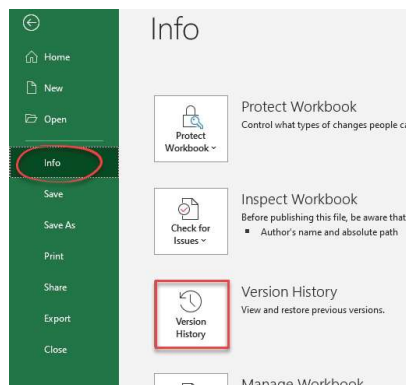 Info
Home
New
Open
Info
Save
Save As
Print
Share
Export
Close
Protect
Workbook
Protect Workbook
Control what types of changes people ca
Check for
Issues
Inspect Workbook
Before publishing this file, be aware that
Author's name and absolute path
Version
History
Version History
View and restore previous versions.
Manage Workbook